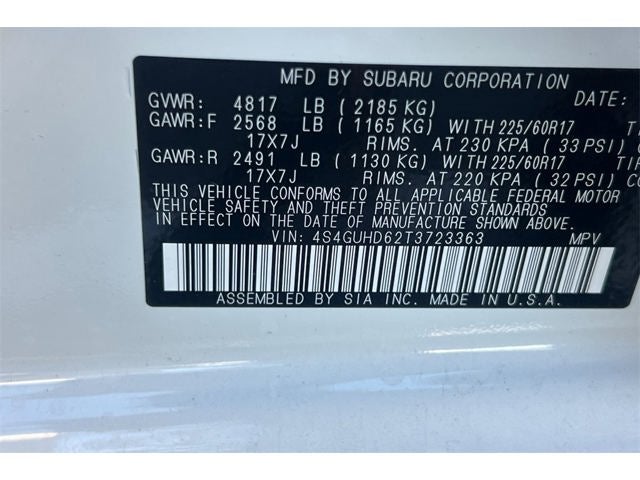 MFD BY SUBARU CORPORATION DATE:
GVWR: 4817 LB ( 2185 KG)
GAWR:F 2568 LB ( 1165 KG) WITH 225/60R17
17X7J RIMS. AT 230 KPA ( 33 PSI)
GAWR:R 2491 LB ( 1130 KG) WITH 225/60R17
17X7J RIMS. AT 220 KPA ( 32 PSI)
THIS VEHICLE CONFORMS TO ALL APPLICABLE FEDERAL MOTOR
VEHICLE SAFETY AND THEFT PREVENTION STANDARDS
IN EFFECT ON THE DATE OF MANUFACTURE SHOWN ABOVE.
VIN: 4S4GUHD62T3723363 MPV
ASSEMBLED BY SIA INC. MADE IN U.S.A.